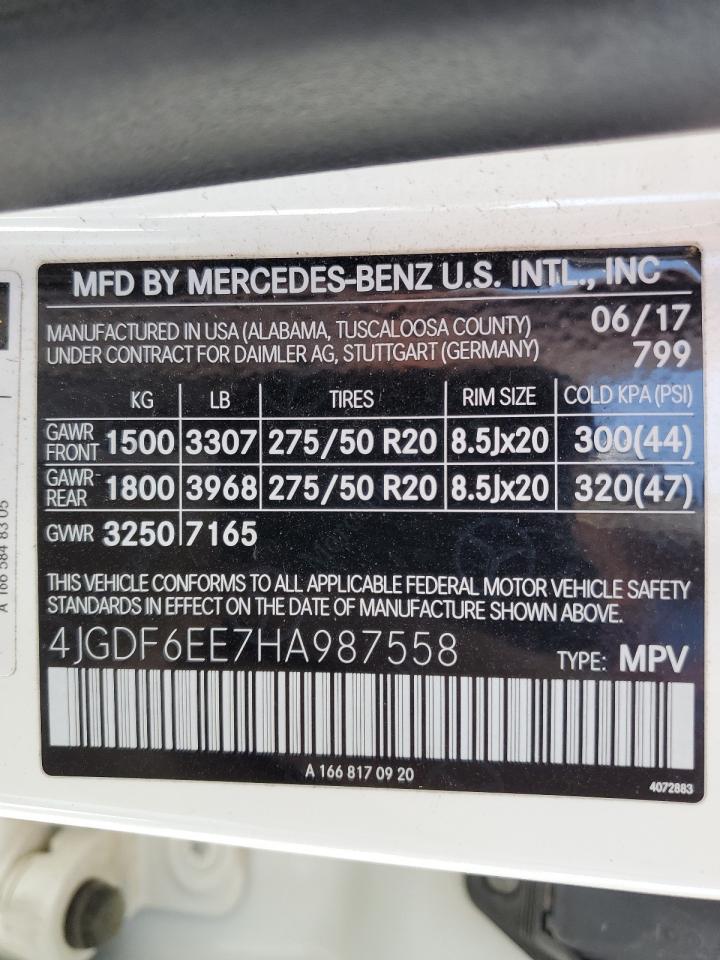 MFD BY MERCEDES-BENZ U.S. INTL., INC
MANUFACTURED IN USA (ALABAMA, TUSCALOOSA COUNTY) 06/17
UNDER CONTRACT FOR DAIMLER AG, STUTTGART (GERMANY) 799
KG LB TIRES RIM SIZE COLD KPA (PSI)
GAWR FRONT 1500 3307 275/50 R20 8.5Jx20 300(44)
GAWR- REAR 1800 3968 275/50 R20 8.5Jx20 320(47)
GVWR 3250 7165
THIS VEHICLE CONFORMS TO ALL APPLICABLE FEDERAL MOTOR VEHICLE SAFETY
STANDARDS IN EFFECT ON THE DATE OF MANUFACTURE SHOWN ABOVE.
4JGDF6EE7HA987558 TYPE: MPV
A 166 817 09 20
4072883
A 166 584 83 05